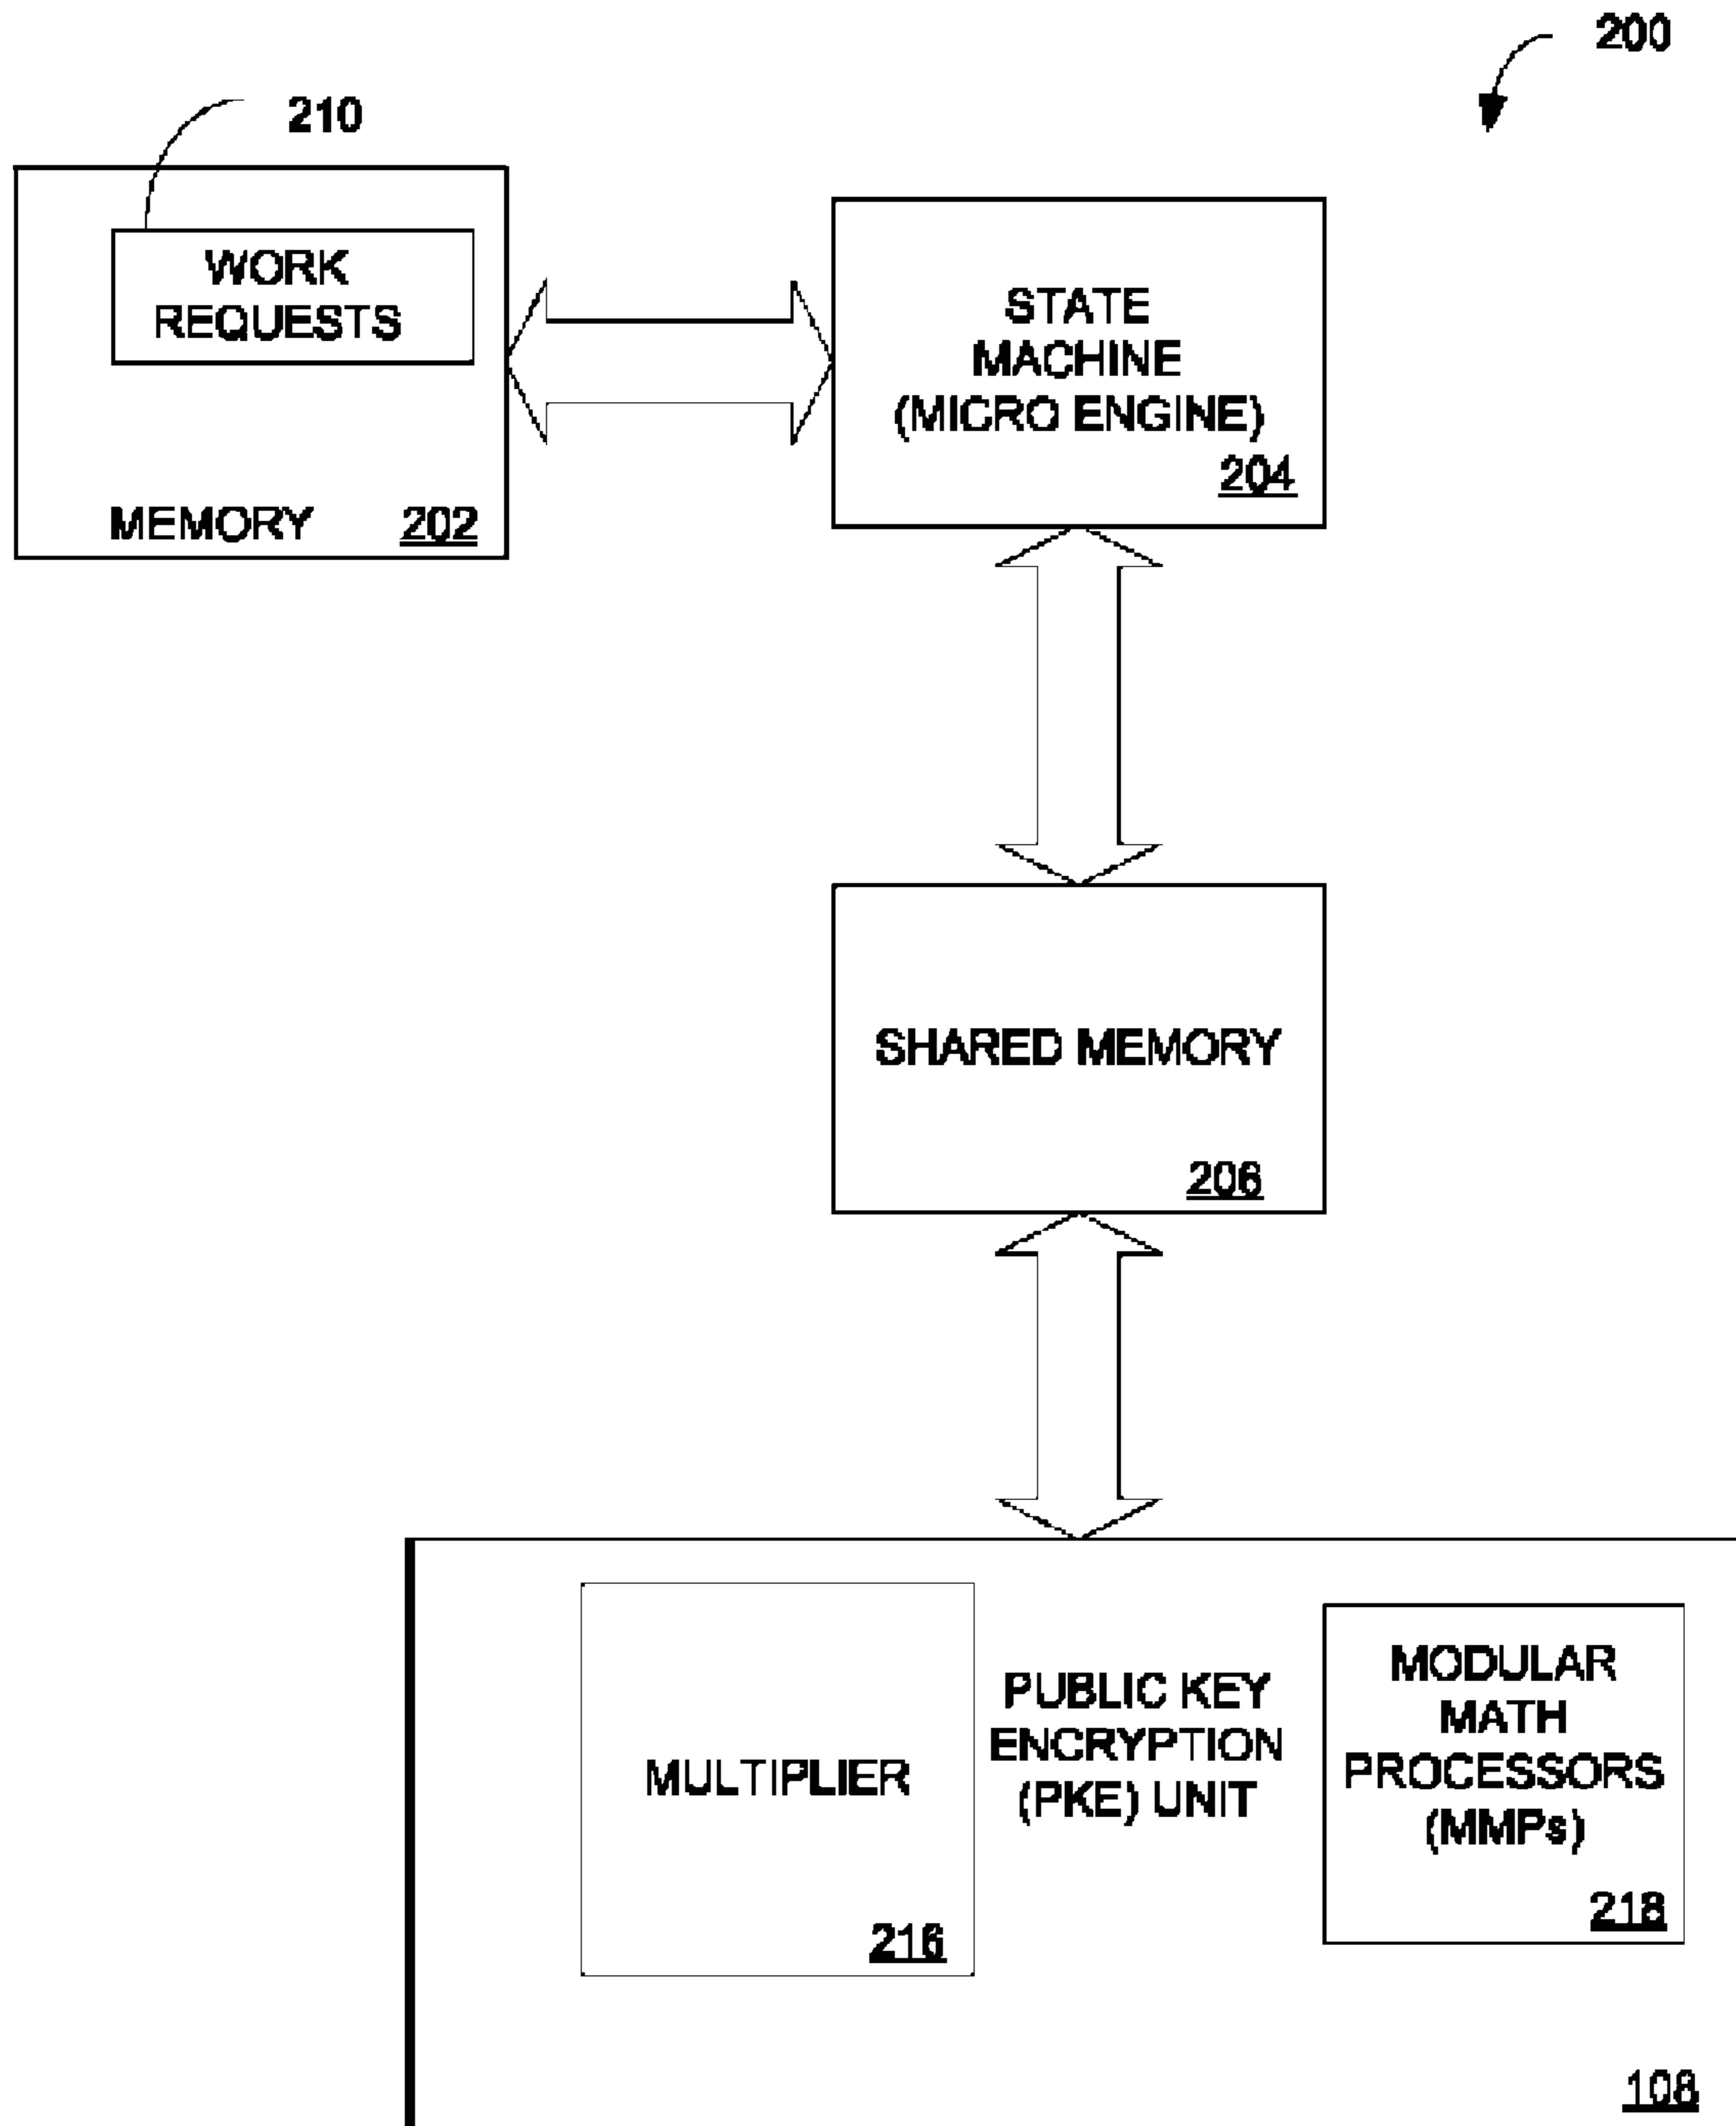 200
210
WORK
REQUESTS
MEMORY 202
STATE
MACHINE
(MICRO ENGINE)
204
SHARED MEMORY
206
MULTIPLIER
216
PUBLIC KEY
ENCRYPTION
(PKE) UNIT
MODULAR
MATH
PROCESSORS
(MMPs)
218
108